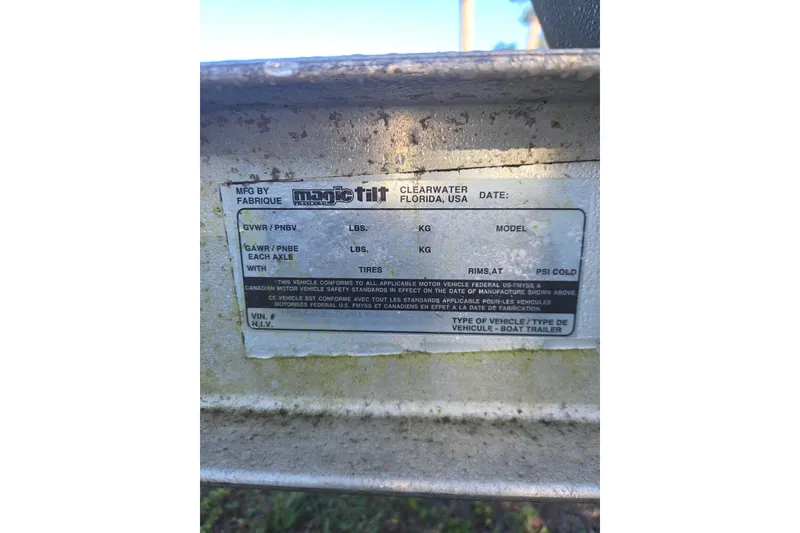 MFG BY
FABRIQUE
magic tilt
TRAILERS
CLEARWATER
FLORIDA, USA
DATE:
GVWR / PNBV LBS. KG MODEL
GAWR / PNBE LBS. KG
EACH AXLE
WITH TIRES RIMS, AT PSI COLD
"THIS VEHICLE CONFORMS TO ALL APPLICABLE MOTOR VEHICLE FEDERAL US-FMVSS, &
CANADIAN MOTOR VEHICLE SAFETY STANDARDS IN EFFECT ON THE DATE OF MANUFACTURE SHOWN ABOVE.
CE VEHICLE EST CONFORME AVEC TOUT LES STANDARDS APPLICABLE POUR-LES VÉHICULES
MOTORISES FEDERAL U.S. FMVSS ET CANADIENS EN EFFET A LA DATE DE FABRICATION.
VIN. #
N.I.V.
TYPE OF VEHICLE / TYPE DE
VEHICULE - BOAT TRAILER